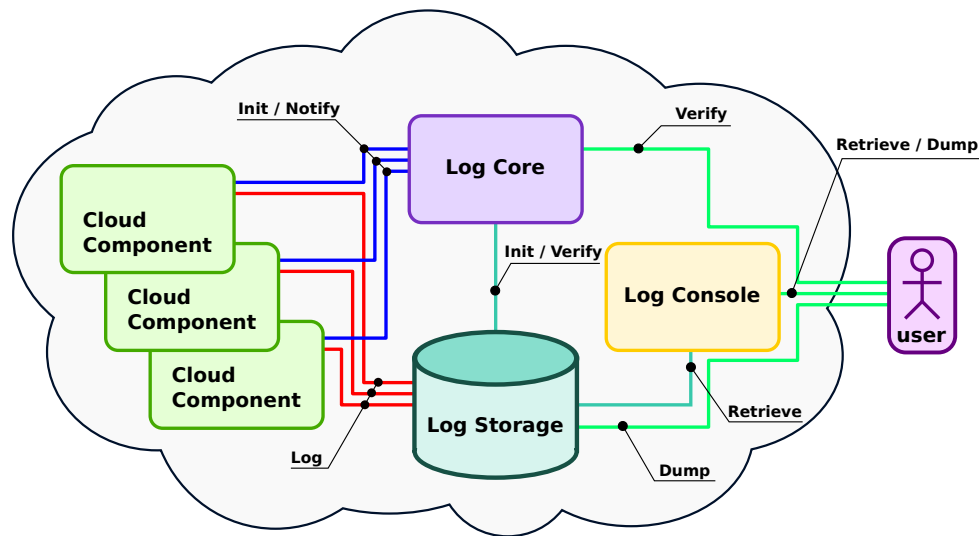 Init / Notify
Verify
Retrieve / Dump
Log Core
Cloud
Component
Init / Verify
Cloud
Component
Log Console
user
Cloud
Component
Log Storage
Retrieve
Log
Dump